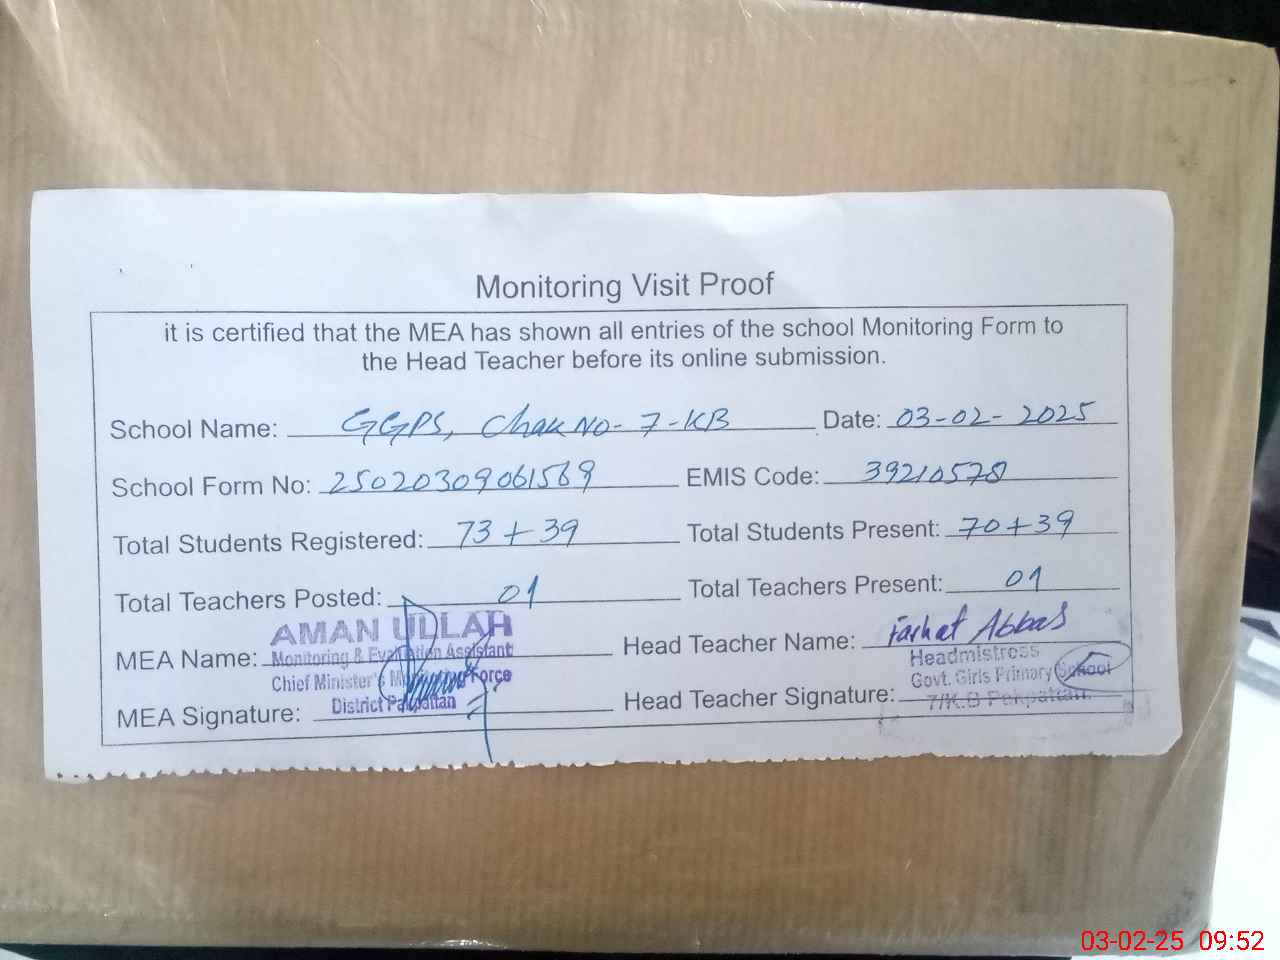 Monitoring Visit Proof
it is certified that the MEA has shown all entries of the school Monitoring Form to
the Head Teacher before its online submission.
School Name: GGPS, Chak No- 7-KB Date: 03-02-2025
School Form No: 25020309061569 EMIS Code: 39210578
Total Students Registered: 73+39 Total Students Present: 70+39
Total Teachers Posted: 01 Total Teachers Present: 01
AMAN ULLAH
MEA Name: Monitoring & Evaluation Assistant Head Teacher Name: Farhat Abbas
Chief Minister's Monitoring Force Headmistress
Govt. Girls Primary School
MEA Signature: District Pakpattan Head Teacher Signature: 7/K.B Pakpattan.
03-02-25 09:52